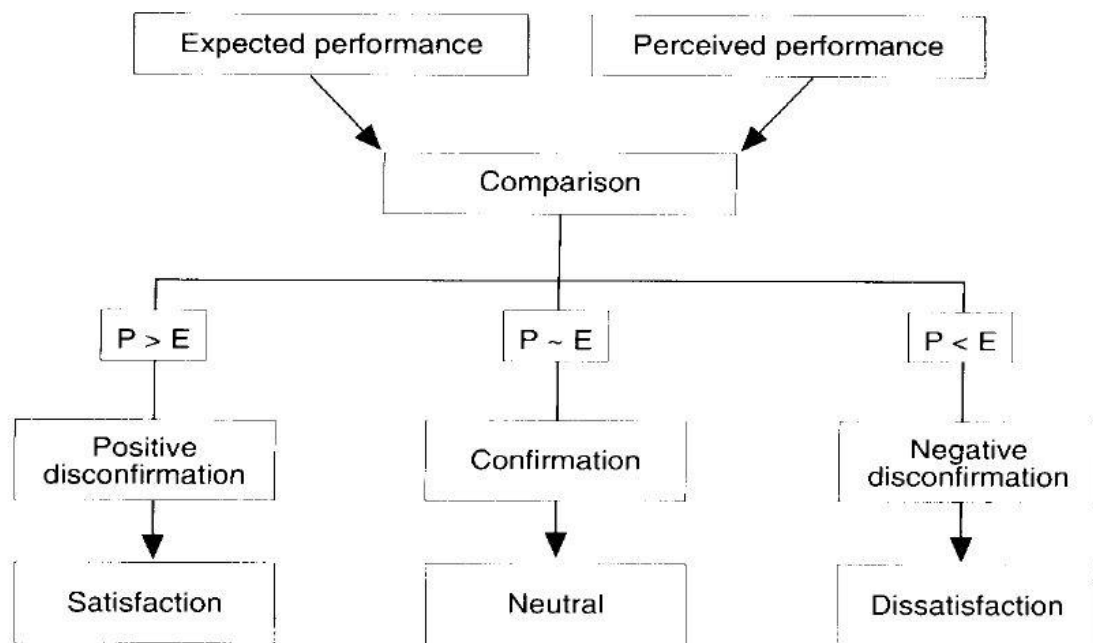 Expected performance
Perceived performance
Comparison
P > E
P ~ E
P < E
Positive
disconfirmation
Confirmation
Negative
disconfirmation
Satisfaction
Neutral
Dissatisfaction